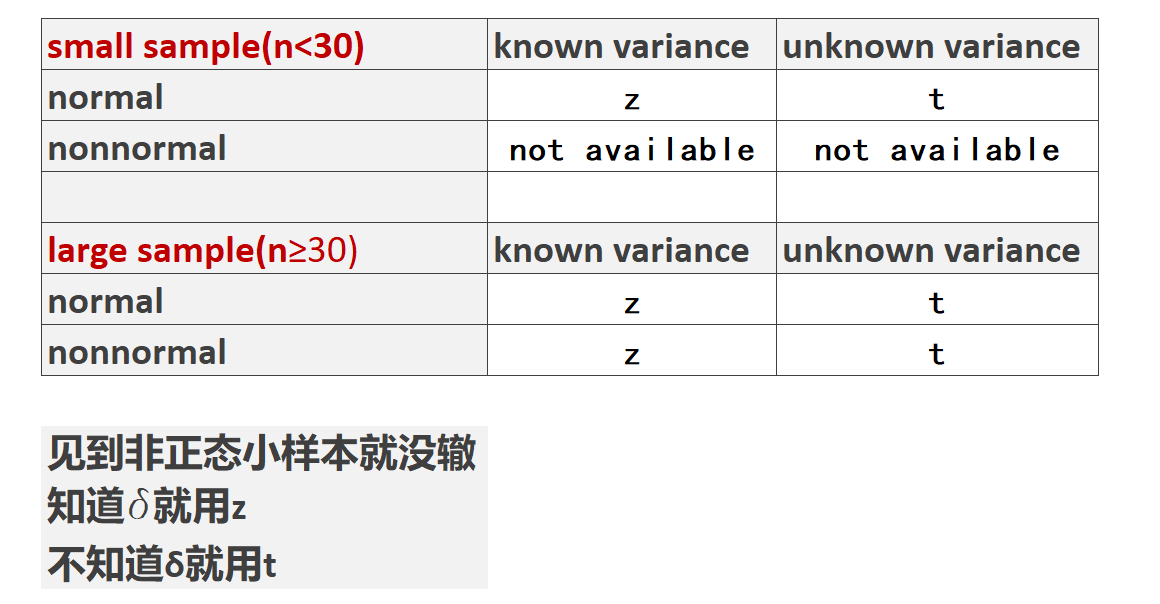 small sample(n<30) known variance unknown variance
normal z t
nonnormal not available not available
large sample(n≥30) known variance unknown variance
normal z t
nonnormal z t
见到非正态小样本就没辙
知道δ就用z
不知道δ就用t